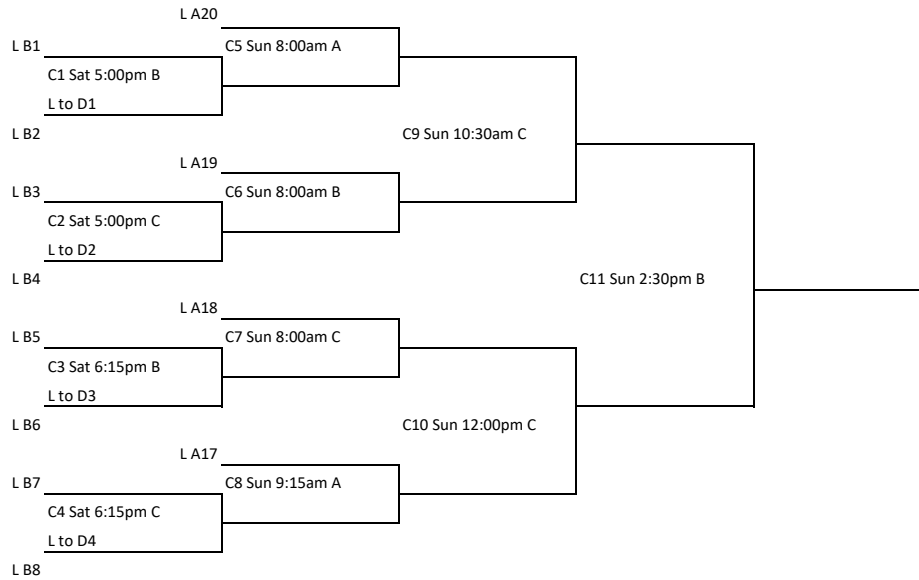 L A20
L B1
C5 Sun 8:00am A
C1 Sat 5:00pm B
L to D1
L B2
C9 Sun 10:30am C
L A19
L B3
C6 Sun 8:00am B
C2 Sat 5:00pm C
L to D2
L B4
C11 Sun 2:30pm B
L A18
L B5
C7 Sun 8:00am C
C3 Sat 6:15pm B
L to D3
L B6
C10 Sun 12:00pm C
L A17
L B7
C8 Sun 9:15am A
C4 Sat 6:15pm C
L to D4
L B8